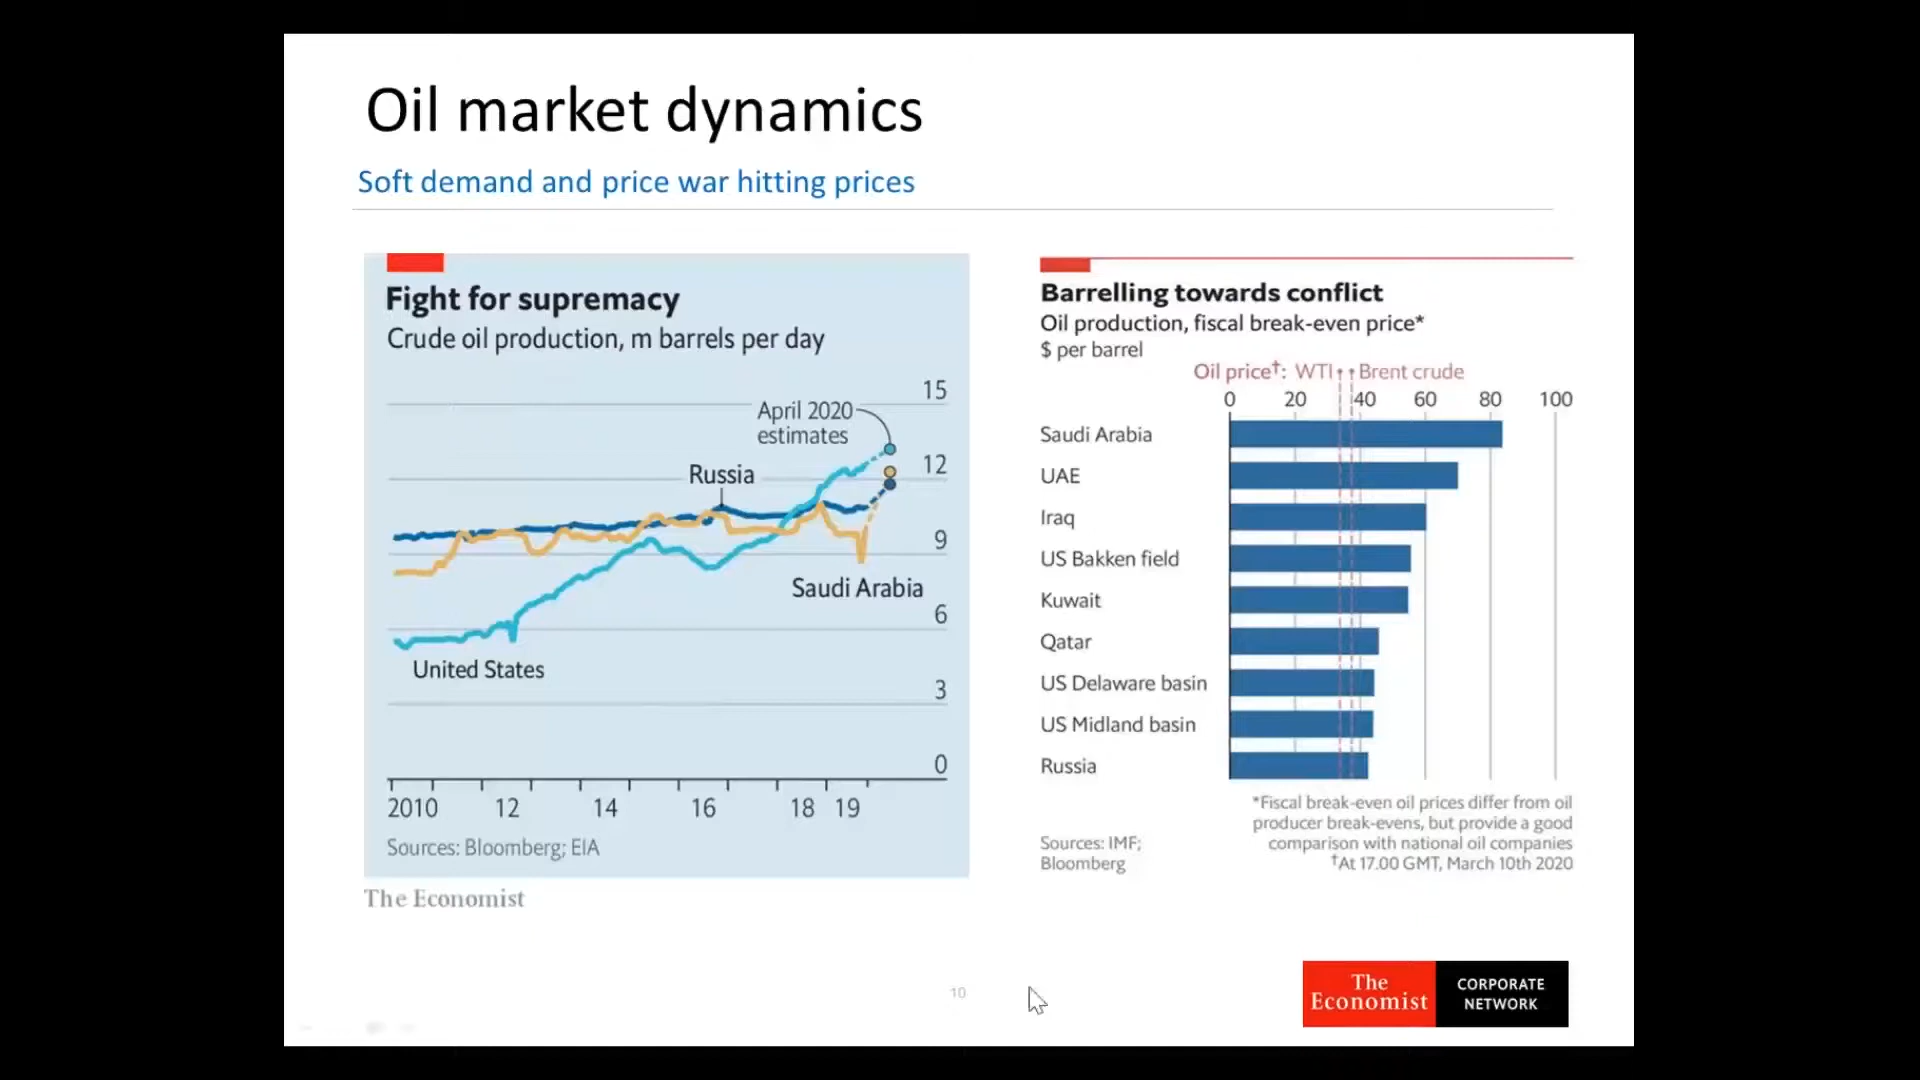 Oil market dynamics
Soft demand and price war hitting prices
Fight for supremacy
Crude oil production, m barrels per day
15
April 2020
estimates
12
Russia
9
Saudi Arabia
6
United States
3
0
2010 12 14 16 18 19
Sources: Bloomberg; EIA
The Economist
Barrelling towards conflict
Oil production, fiscal break-even price*
$ per barrel
Oil price†: WTI Brent crude
0 20 40 60 80 100
Saudi Arabia
UAE
Iraq
US Bakken field
Kuwait
Qatar
US Delaware basin
US Midland basin
Russia
*Fiscal break-even oil prices differ from oil
producer break-evens, but provide a good
comparison with national oil companies
†At 17.00 GMT, March 10th 2020
Sources: IMF;
Bloomberg
10
The
Economist
CORPORATE
NETWORK